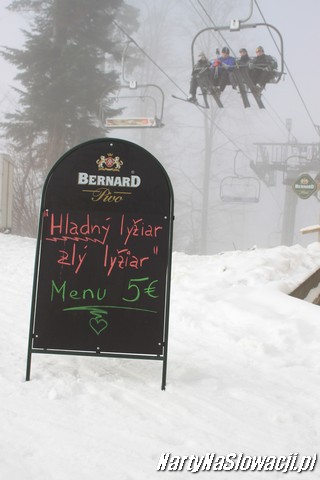 BERNARD
Pivo
"Hladný lyžiar
zlý lyžiar"
Menu 5€
NartyNaSlowacji.pl